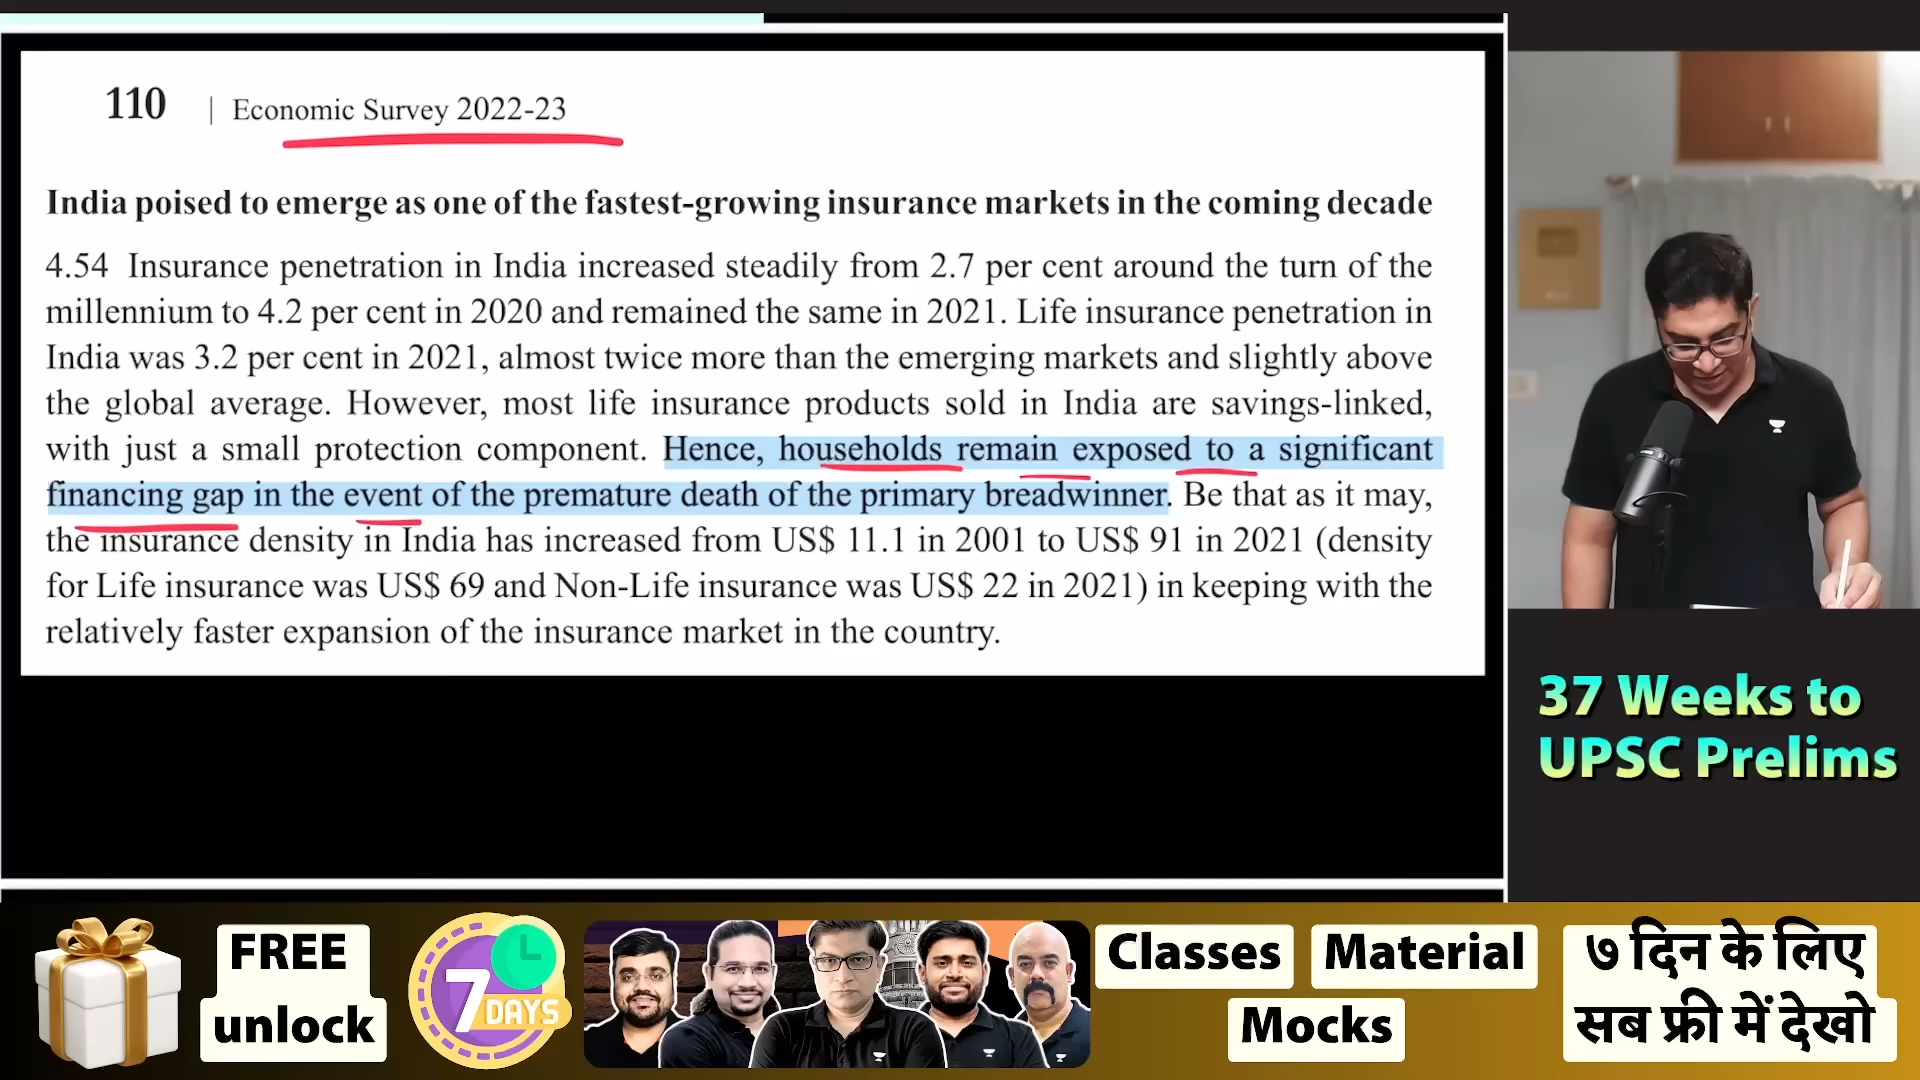 110 | Economic Survey 2022-23
India poised to emerge as one of the fastest-growing insurance markets in the coming decade
4.54 Insurance penetration in India increased steadily from 2.7 per cent around the turn of the
millennium to 4.2 per cent in 2020 and remained the same in 2021. Life insurance penetration in
India was 3.2 per cent in 2021, almost twice more than the emerging markets and slightly above
the global average. However, most life insurance products sold in India are savings-linked,
with just a small protection component. Hence, households remain exposed to a significant
financing gap in the event of the premature death of the primary breadwinner. Be that as it may,
the insurance density in India has increased from US$ 11.1 in 2001 to US$ 91 in 2021 (density
for Life insurance was US$ 69 and Non-Life insurance was US$ 22 in 2021) in keeping with the
relatively faster expansion of the insurance market in the country.
37 Weeks to
UPSC Prelims
FREE
unlock
7 DAYS
Classes
Material
Mocks
७ दिन के लिए
सब फ्री में देखो